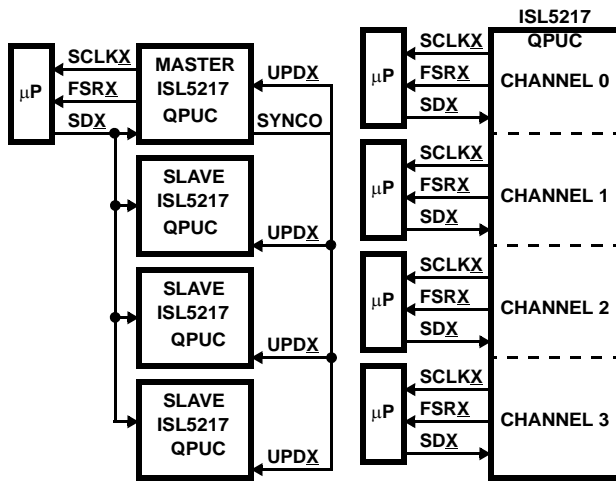 SCLKX
FSRX
SDX
μP
MASTER
ISL5217
QPUC
UPDX
SYNCO
SLAVE
ISL5217
QPUC
UPDX
SLAVE
ISL5217
QPUC
UPDX
SLAVE
ISL5217
QPUC
UPDX
ISL5217
QPUC
μP
SCLKX
FSRX
SDX
CHANNEL 0
μP
SCLKX
FSRX
SDX
CHANNEL 1
μP
SCLKX
FSRX
SDX
CHANNEL 2
μP
SCLKX
FSRX
SDX
CHANNEL 3